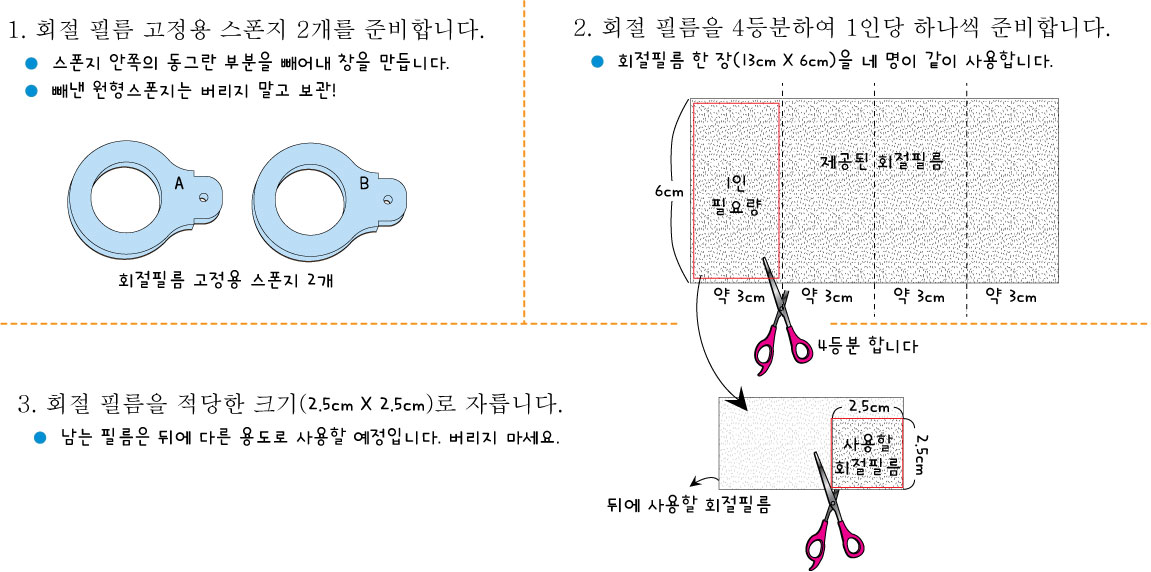 1. 회절 필름 고정용 스폰지 2개를 준비합니다.
스폰지 안쪽의 동그란 부분을 빼어내 창을 만듭니다.
빼낸 원형스폰지는 버리지 말고 보관!
A
B
회절필름 고정용 스폰지 2개
2. 회절 필름을 4등분하여 1인당 하나씩 준비합니다.
회절필름 한 장(13cm X 6cm)을 네 명이 같이 사용합니다.
6cm
1인
필요량
제공된 회절필름
약 3cm
약 3cm
약 3cm
약 3cm
4등분 합니다
3. 회절 필름을 적당한 크기(2.5cm X 2.5cm)로 자릅니다.
남는 필름은 뒤에 다른 용도로 사용할 예정입니다. 버리지 마세요.
2.5cm
2.5cm
사용할
회절필름
뒤에 사용할 회절필름